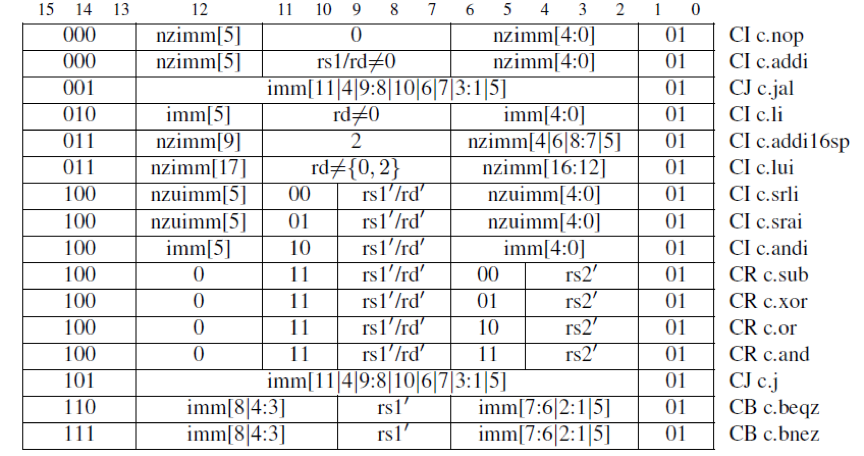 15 14 13 12 11 10 9 8 7 6 5 4 3 2 1 0
000 nzimm[5] 0 nzimm[4:0] 01 CI c.nop
000 nzimm[5] rs1/rd≠0 nzimm[4:0] 01 CI c.addi
001 imm[11|4|9:8|10|6|7|3:1|5] 01 CJ c.jal
010 imm[5] rd≠0 imm[4:0] 01 CI c.li
011 nzimm[9] 2 nzimm[4|6|8:7|5] 01 CI c.addi16sp
011 nzimm[17] rd≠{0, 2} nzimm[16:12] 01 CI c.lui
100 nzuimm[5] 00 rs1′/rd′ nzuimm[4:0] 01 CI c.srli
100 nzuimm[5] 01 rs1′/rd′ nzuimm[4:0] 01 CI c.srai
100 imm[5] 10 rs1′/rd′ imm[4:0] 01 CI c.andi
100 0 11 rs1′/rd′ 00 rs2′ 01 CR c.sub
100 0 11 rs1′/rd′ 01 rs2′ 01 CR c.xor
100 0 11 rs1′/rd′ 10 rs2′ 01 CR c.or
100 0 11 rs1′/rd′ 11 rs2′ 01 CR c.and
101 imm[11|4|9:8|10|6|7|3:1|5] 01 CJ c.j
110 imm[8|4:3] rs1′ imm[7:6|2:1|5] 01 CB c.beqz
111 imm[8|4:3] rs1′ imm[7:6|2:1|5] 01 CB c.bnez